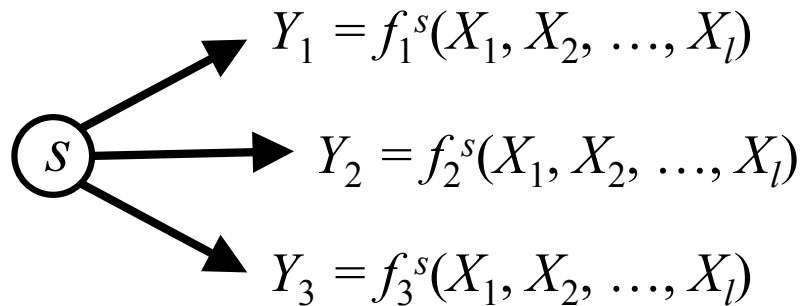 Y₁ = f₁ˢ(X₁, X₂, …, Xₗ)
s
Y₂ = f₂ˢ(X₁, X₂, …, Xₗ)
Y₃ = f₃ˢ(X₁, X₂, …, Xₗ)